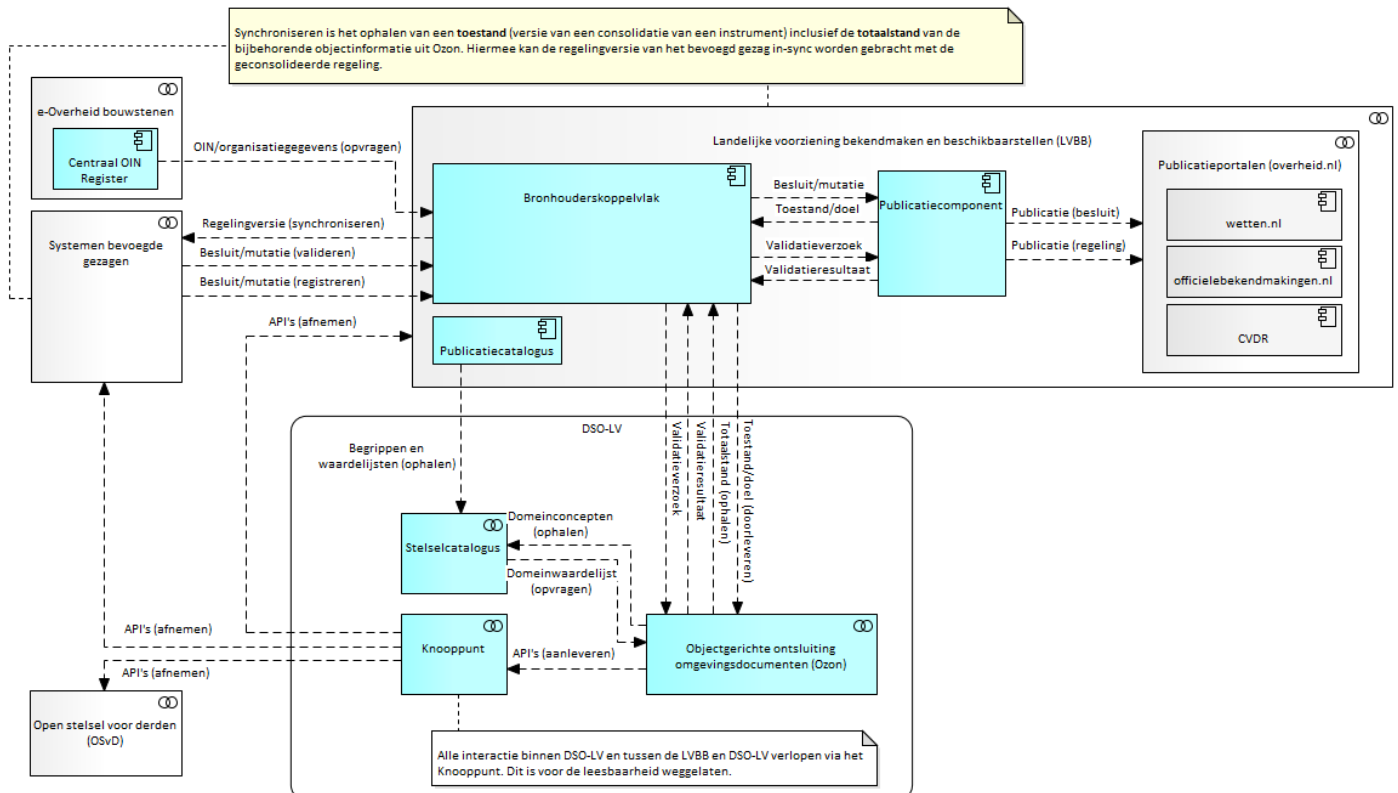 Synchroniseren is het ophalen van een toestand (versie van een consolidatie van een instrument) inclusief de totaalstand van de
bijbehorende objectinformatie uit Ozon. Hiermee kan de regelingversie van het bevoegd gezag in-sync worden gebracht met de
geconsolideerde regeling.
e-Overheid bouwstenen
Centraal OIN
Register
OIN/organisatiegegevens (opvragen)
Systemen bevoegde
gezagen
Regelingversie (synchroniseren)
Besluit/mutatie (valideren)
Besluit/mutatie (registreren)
API's (afnemen)
Landelijke voorziening bekendmaken en beschikbaarstellen (LVBB)
Bronhouderskoppelvlak
Besluit/mutatie
Toestand/doel
Validatieverzoek
Validatieresultaat
Publicatiecomponent
Publicatie (besluit)
Publicatie (regeling)
Publicatieportalen (overheid.nl)
wetten.nl
officielebekendmakingen.nl
CVDR
Publicatiecatalogus
DSO-LV
Begrippen en
waardelijsten (ophalen)
Validatieverzoek
Validatieresultaat
Totaalstand (ophalen)
Toestand/doel (doorleveren)
Stelselcatalogus
Domeinconcepten
(ophalen)
Domeinwaardelijst
(opvragen)
Knooppunt
API's (aanleveren)
Objectgerichte ontsluiting
omgevingsdocumenten (Ozon)
API's (afnemen)
API's (afnemen)
Open stelsel voor derden
(OSvD)
Alle interactie binnen DSO-LV en tussen de LVBB en DSO-LV verlopen via het
Knooppunt. Dit is voor de leesbaarheid weggelaten.